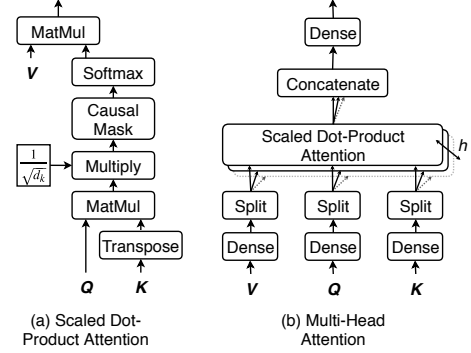 MatMul
V
Softmax
Causal
Mask
1
√dk
Multiply
MatMul
Transpose
Q K
(a) Scaled Dot-
Product Attention
Dense
Concatenate
Scaled Dot-Product
Attention
h
Split Split Split
Dense Dense Dense
V Q K
(b) Multi-Head
Attention